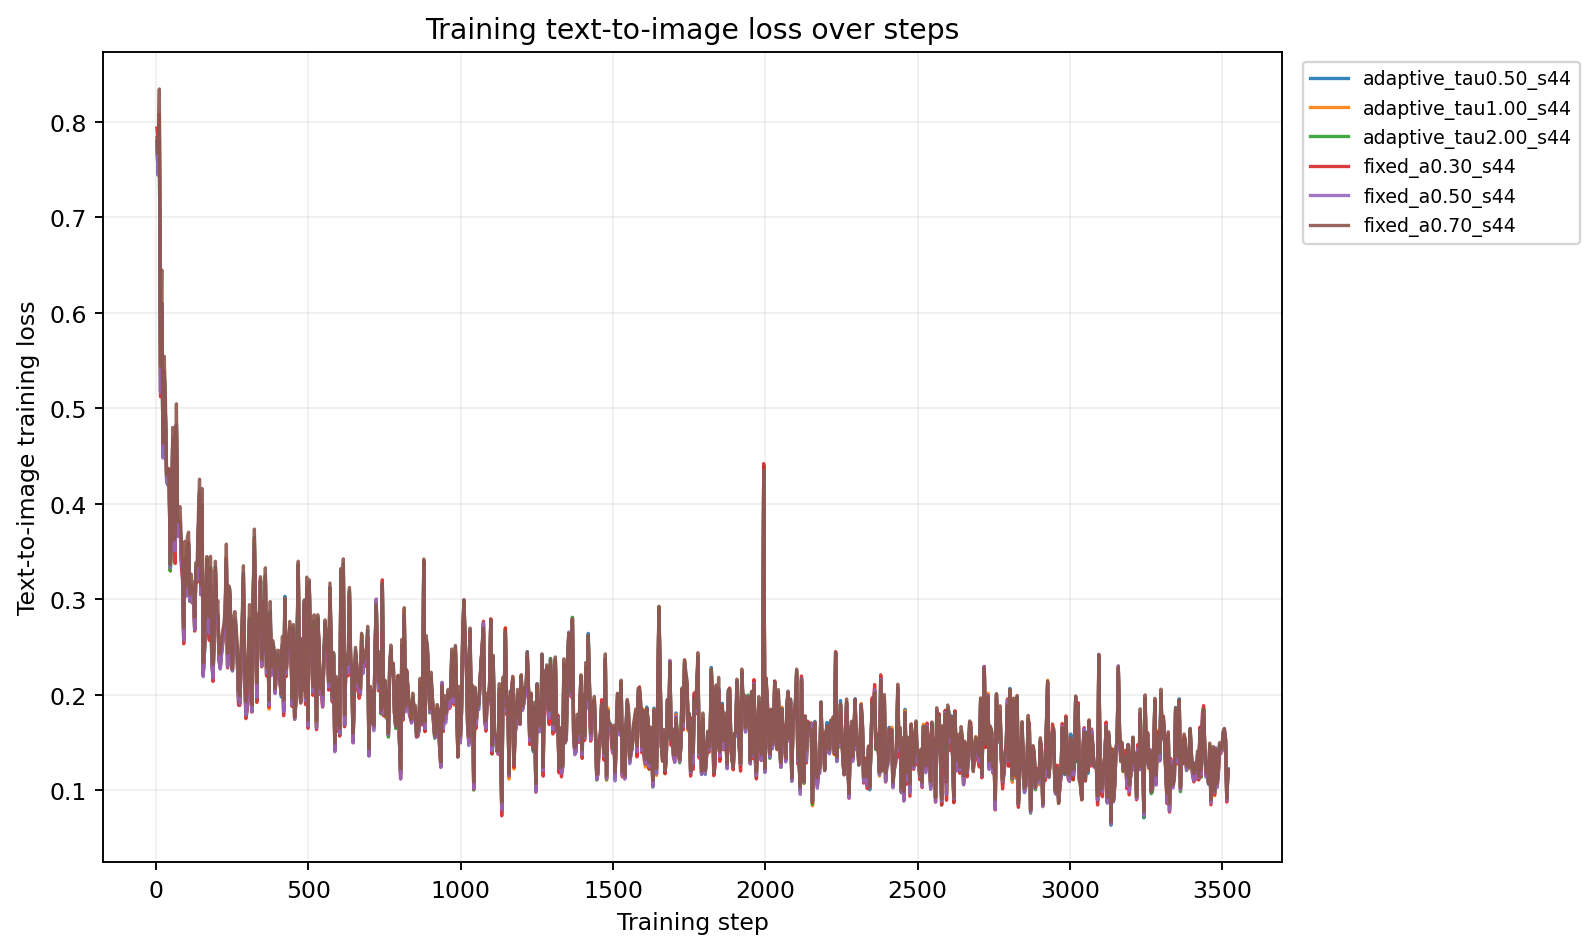 Training text-to-image loss over steps
Text-to-image training loss
0.8
0.7
0.6
0.5
0.4
0.3
0.2
0.1
0 500 1000 1500 2000 2500 3000 3500
Training step
adaptive_tau0.50_s44
adaptive_tau1.00_s44
adaptive_tau2.00_s44
fixed_a0.30_s44
fixed_a0.50_s44
fixed_a0.70_s44